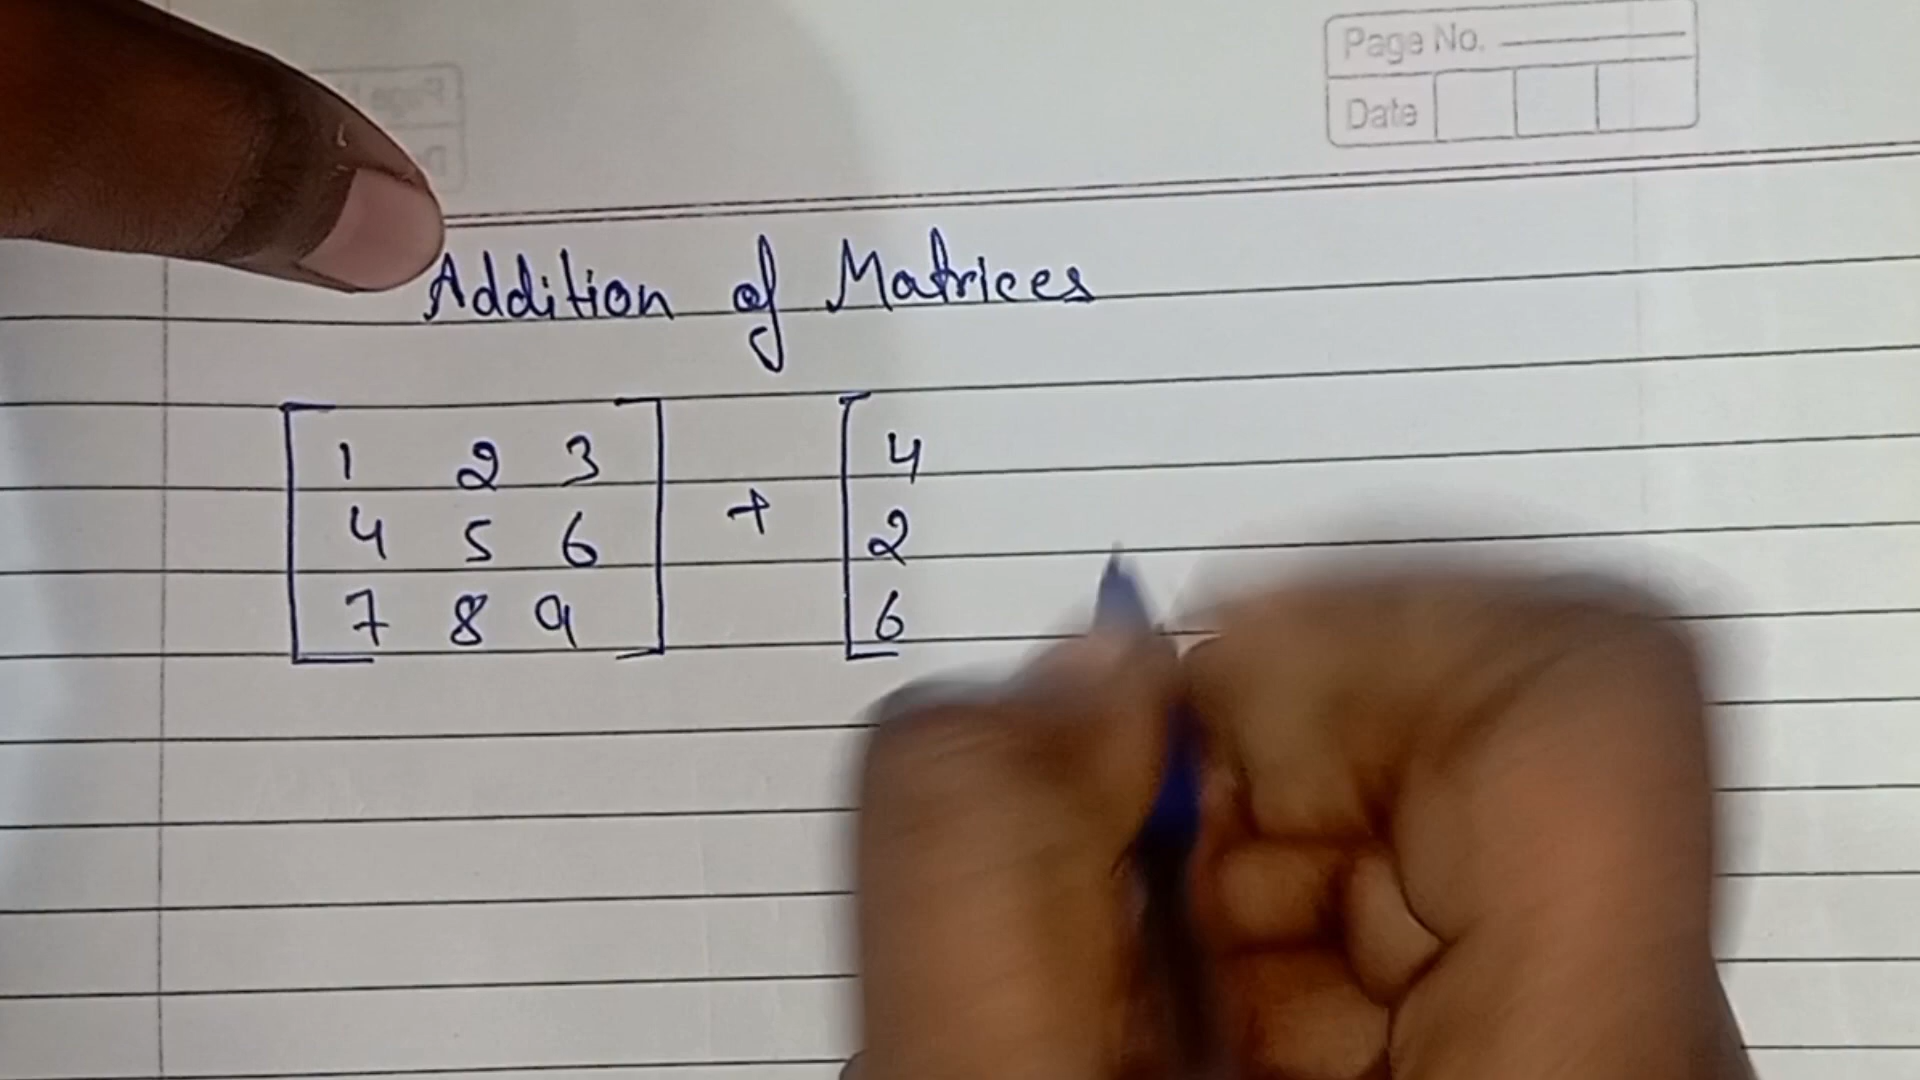 Page No.
Date
Addition of Matrices
1 2 3 + 4
4 5 6 2
7 8 9 6